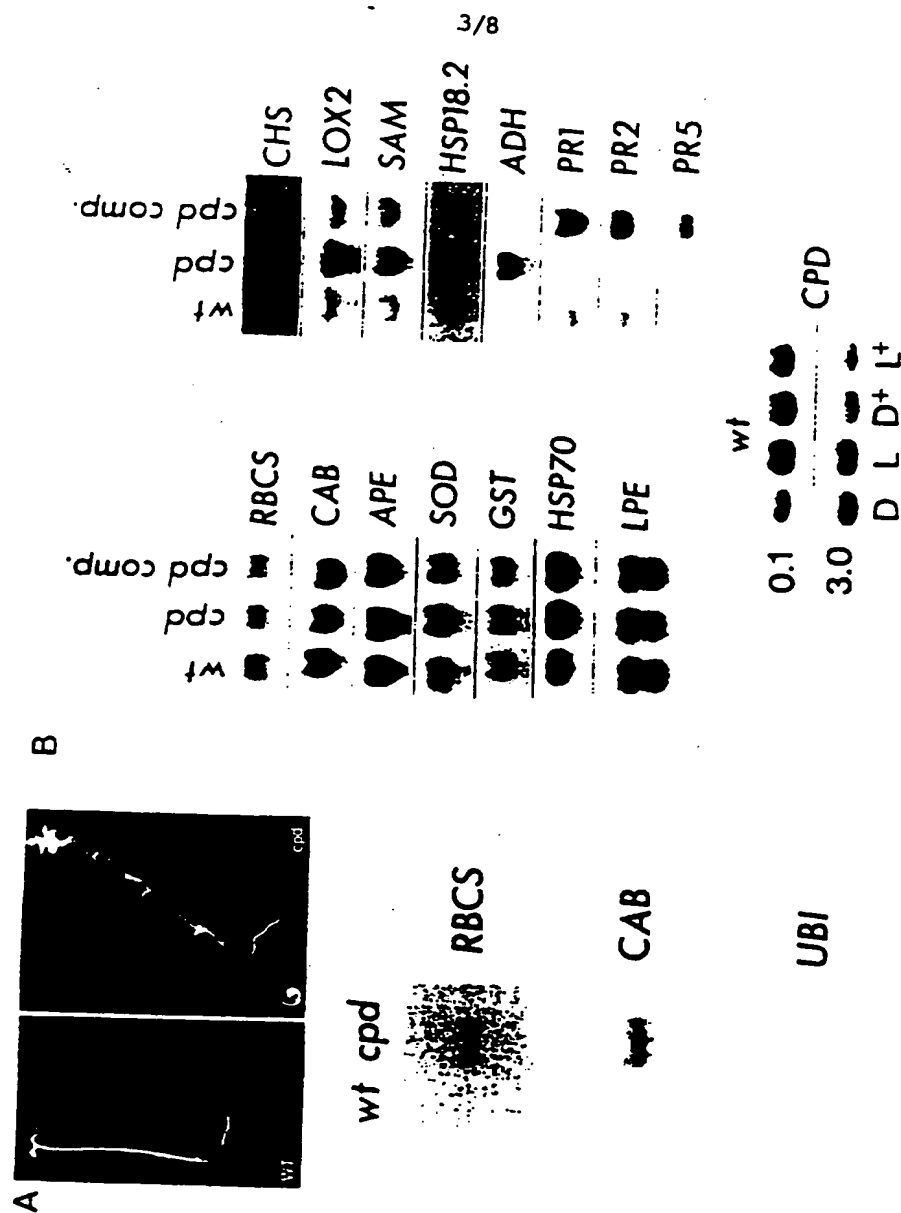 3/8
A
WT
cpd
wt cpd
RBCS
CAB
UBI
B
wt cpd cpd comp.
RBCS
CAB
APE
SOD
GST
HSP70
LPE
wt cpd cpd comp.
CHS
LOX2
SAM
HSP18.2
ADH
PR1
PR2
PR5
wt
0.1
CPD
3.0
D L D+ L+